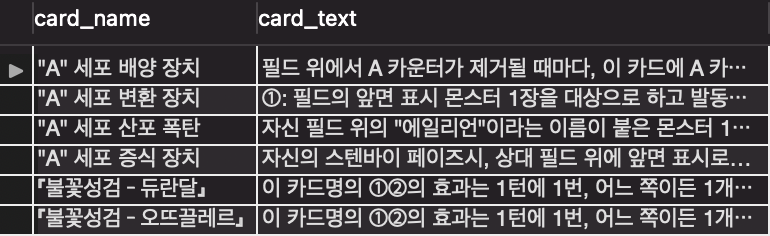 card_name card_text
"A" 세포 배양 장치 필드 위에서 A 카운터가 제거될 때마다, 이 카드에 A 카…
"A" 세포 변환 장치 ①: 필드의 앞면 표시 몬스터 1장을 대상으로 하고 발동…
"A" 세포 산포 폭탄 자신 필드 위의 "에일리언"이라는 이름이 붙은 몬스터 1…
"A" 세포 증식 장치 자신의 스텐바이 페이즈시, 상대 필드 위에 앞면 표시로…
『불꽃성검 - 듀란달』 이 카드명의 ①②의 효과는 1턴에 1번, 어느 쪽이든 1개…
『불꽃성검 - 오뜨끌레르』 이 카드명의 ①②의 효과는 1턴에 1번, 어느 쪽이든 1개…